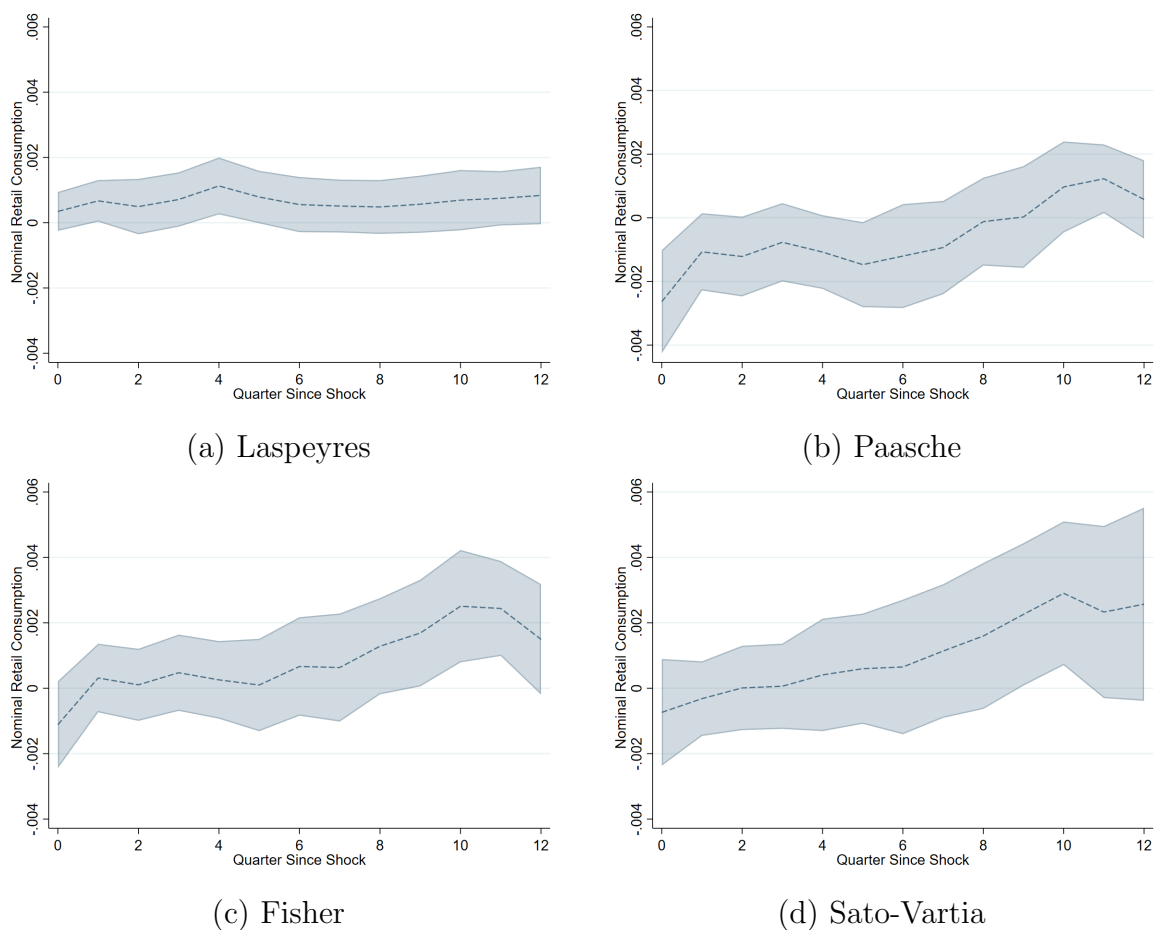 Nominal Retail Consumption
-.004 -.002 0 .002 .004 .006
0 2 4 6 8 10 12
Quarter Since Shock
(a) Laspeyres
Nominal Retail Consumption
-.004 -.002 0 .002 .004 .006
0 2 4 6 8 10 12
Quarter Since Shock
(b) Paasche
Nominal Retail Consumption
-.004 -.002 0 .002 .004 .006
0 2 4 6 8 10 12
Quarter Since Shock
(c) Fisher
Nominal Retail Consumption
-.004 -.002 0 .002 .004 .006
0 2 4 6 8 10 12
Quarter Since Shock
(d) Sato-Vartia